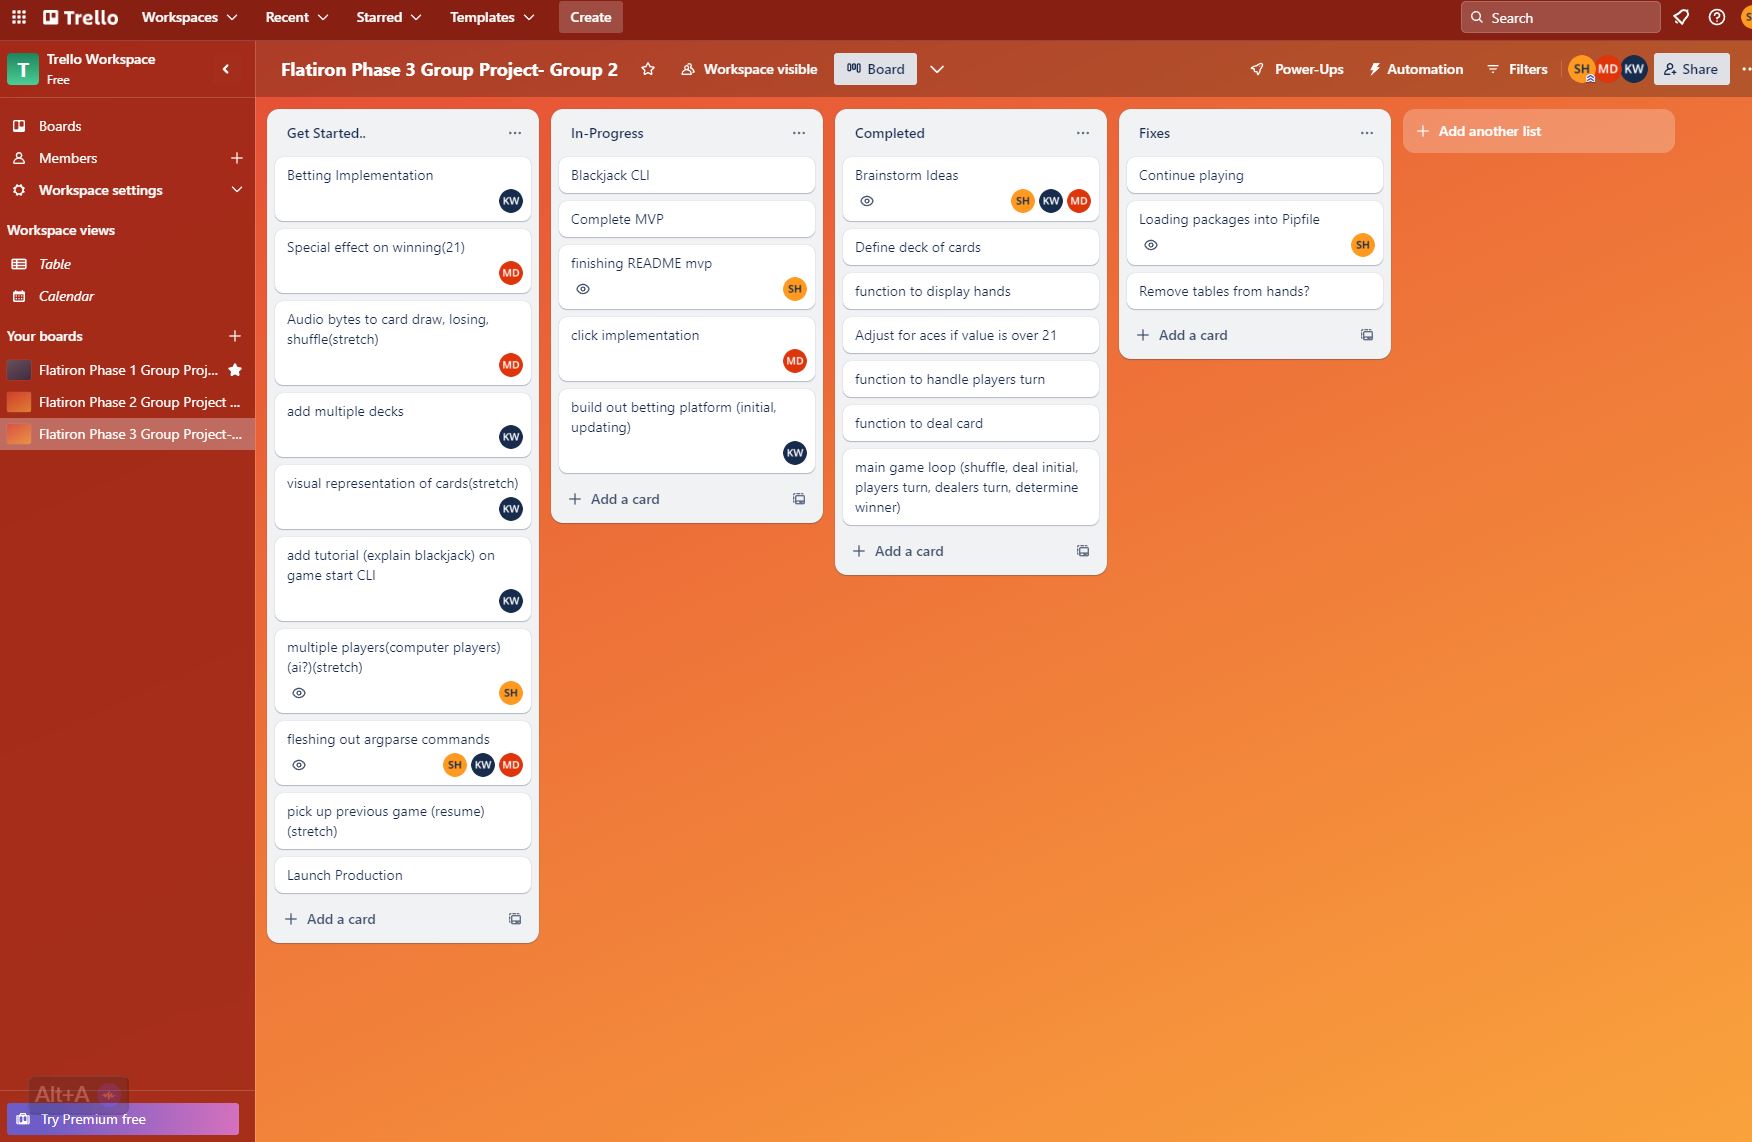 Trello
Workspaces
Recent
Starred
Templates
Create
Search
T
Trello Workspace
Free
Boards
Members
Workspace settings
Workspace views
Table
Calendar
Your boards
Flatiron Phase 1 Group Proj...
Flatiron Phase 2 Group Project ...
Flatiron Phase 3 Group Project-...
Alt+A
Try Premium free
Flatiron Phase 3 Group Project- Group 2
Workspace visible
Board
Power-Ups
Automation
Filters
SH
MD
KW
Share
Get Started..
Betting Implementation
KW
Special effect on winning(21)
MD
Audio bytes to card draw, losing,
shuffle(stretch)
MD
add multiple decks
KW
visual representation of cards(stretch)
KW
add tutorial (explain blackjack) on
game start CLI
KW
multiple players(computer players)
(ai?)(stretch)
SH
fleshing out argparse commands
SH KW MD
pick up previous game (resume)
(stretch)
Launch Production
Add a card
In-Progress
Blackjack CLI
Complete MVP
finishing README mvp
SH
click implementation
MD
build out betting platform (initial,
updating)
KW
Add a card
Completed
Brainstorm Ideas
SH KW MD
Define deck of cards
function to display hands
Adjust for aces if value is over 21
function to handle players turn
function to deal card
main game loop (shuffle, deal initial,
players turn, dealers turn, determine
winner)
Add a card
Fixes
Continue playing
Loading packages into Pipfile
SH
Remove tables from hands?
Add a card
Add another list